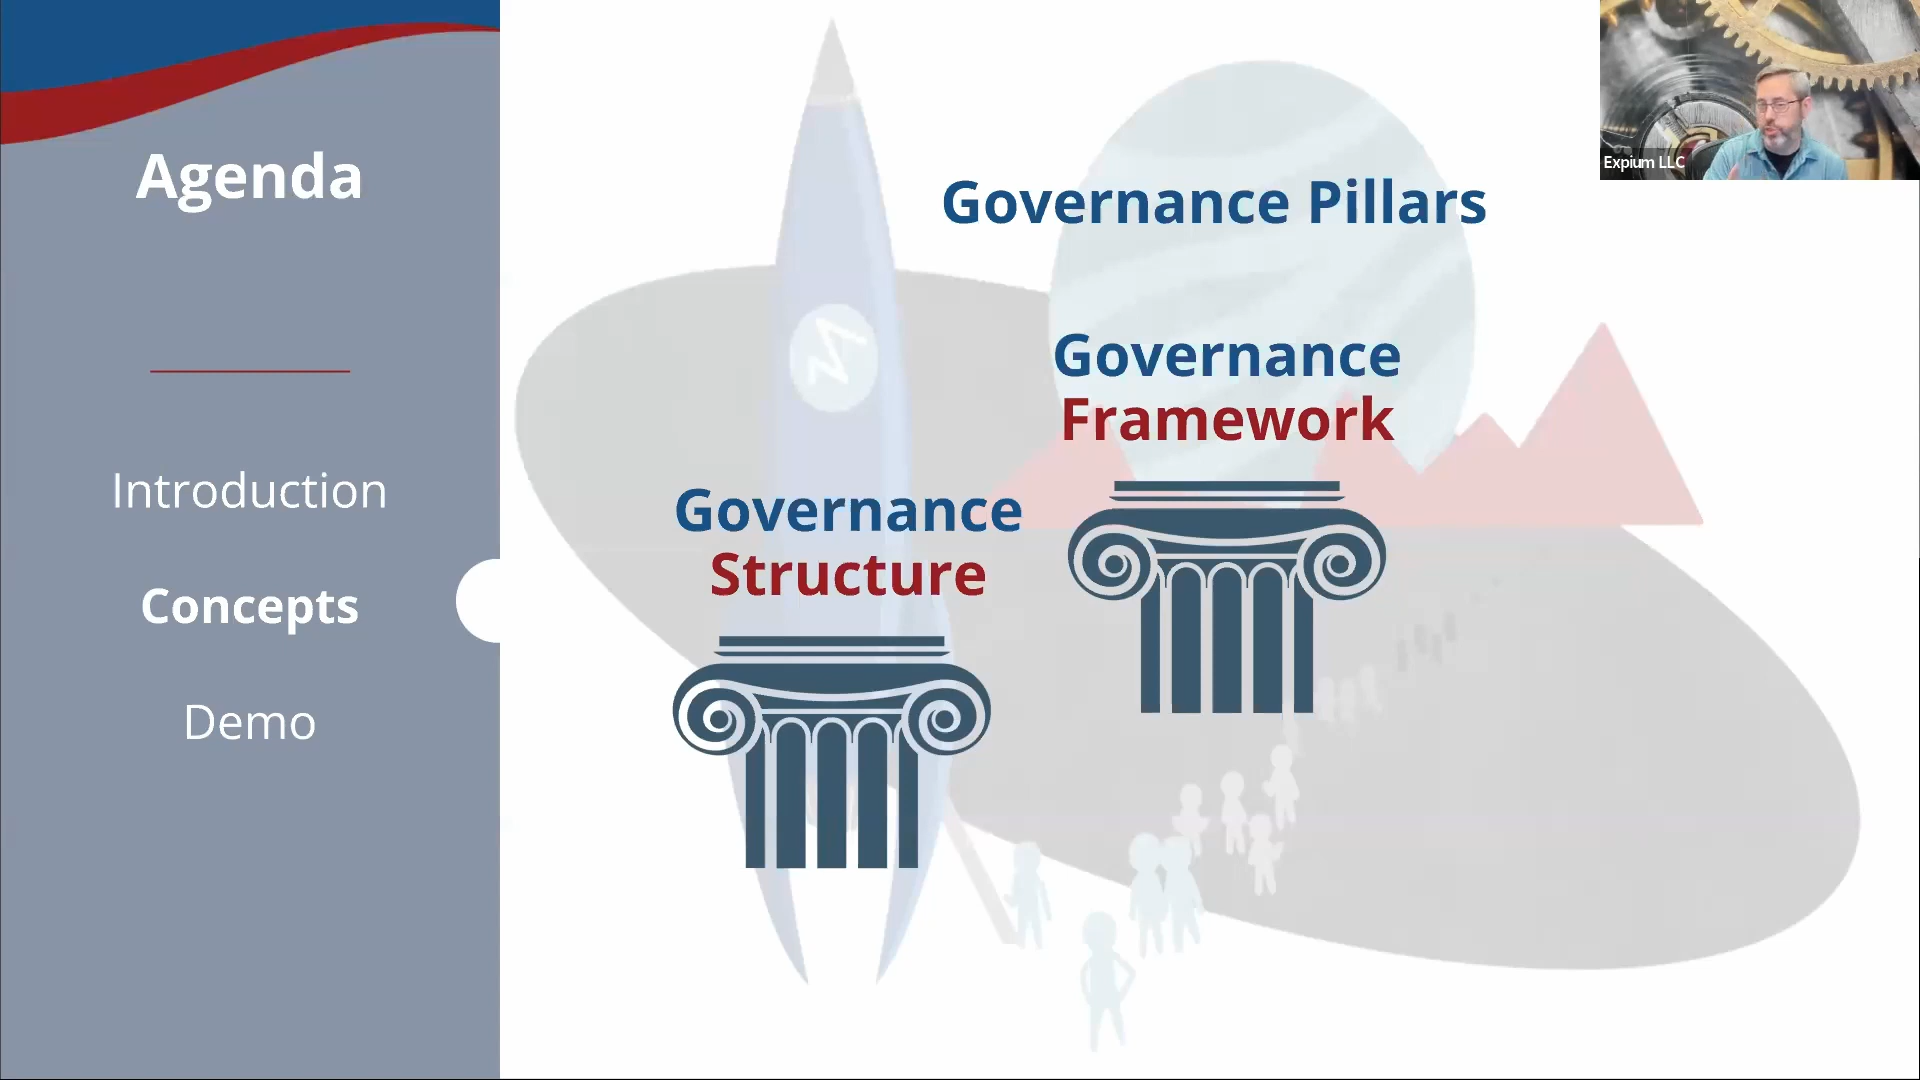 Agenda
Introduction
Concepts
Demo
Governance Pillars
Governance
Framework
Governance
Structure
Expium LLC